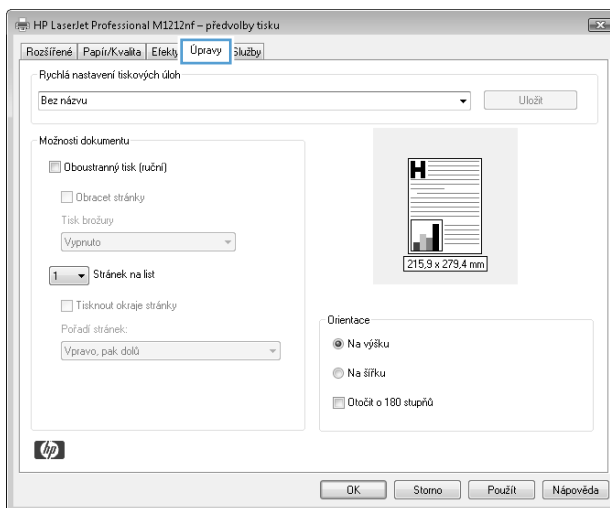 HP LaserJet Professional M1212nf – předvolby tisku
Rozšířené Papír/Kvalita Efekty Úpravy Služby
Rychlá nastavení tiskových úloh
Bez názvu Uložit
Možnosti dokumentu
Oboustranný tisk (ruční)
Obracet stránky
Tisk brožury
Vypnuto
1 Stránek na list
Tisknout okraje stránky
Pořadí stránek:
Vpravo, pak dolů
H
215,9 x 279,4 mm
Orientace
Na výšku
Na šířku
Otočit o 180 stupňů
hp
OK Storno Použít Nápověda